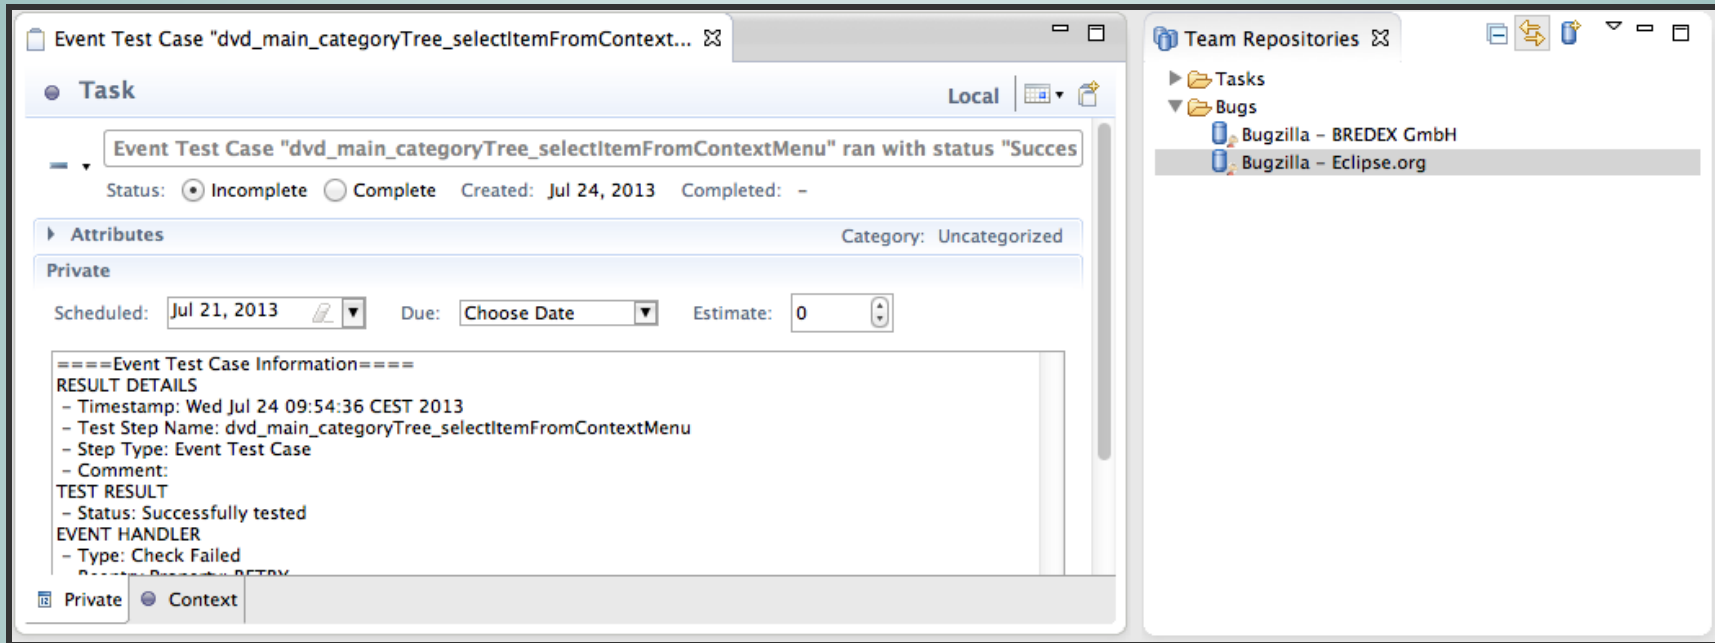 Event Test Case "dvd_main_categoryTree_selectItemFromContext...
Task
Local
Event Test Case "dvd_main_categoryTree_selectItemFromContextMenu" ran with status "Succes
Status: Incomplete Complete Created: Jul 24, 2013 Completed: –
Attributes
Category: Uncategorized
Private
Scheduled: Jul 21, 2013 Due: Choose Date Estimate: 0
====Event Test Case Information====
RESULT DETAILS
– Timestamp: Wed Jul 24 09:54:36 CEST 2013
– Test Step Name: dvd_main_categoryTree_selectItemFromContextMenu
– Step Type: Event Test Case
– Comment:
TEST RESULT
– Status: Successfully tested
EVENT HANDLER
– Type: Check Failed
– Reentry Property: RETRY
Private Context
Team Repositories
Tasks
Bugs
Bugzilla – BREDEX GmbH
Bugzilla – Eclipse.org